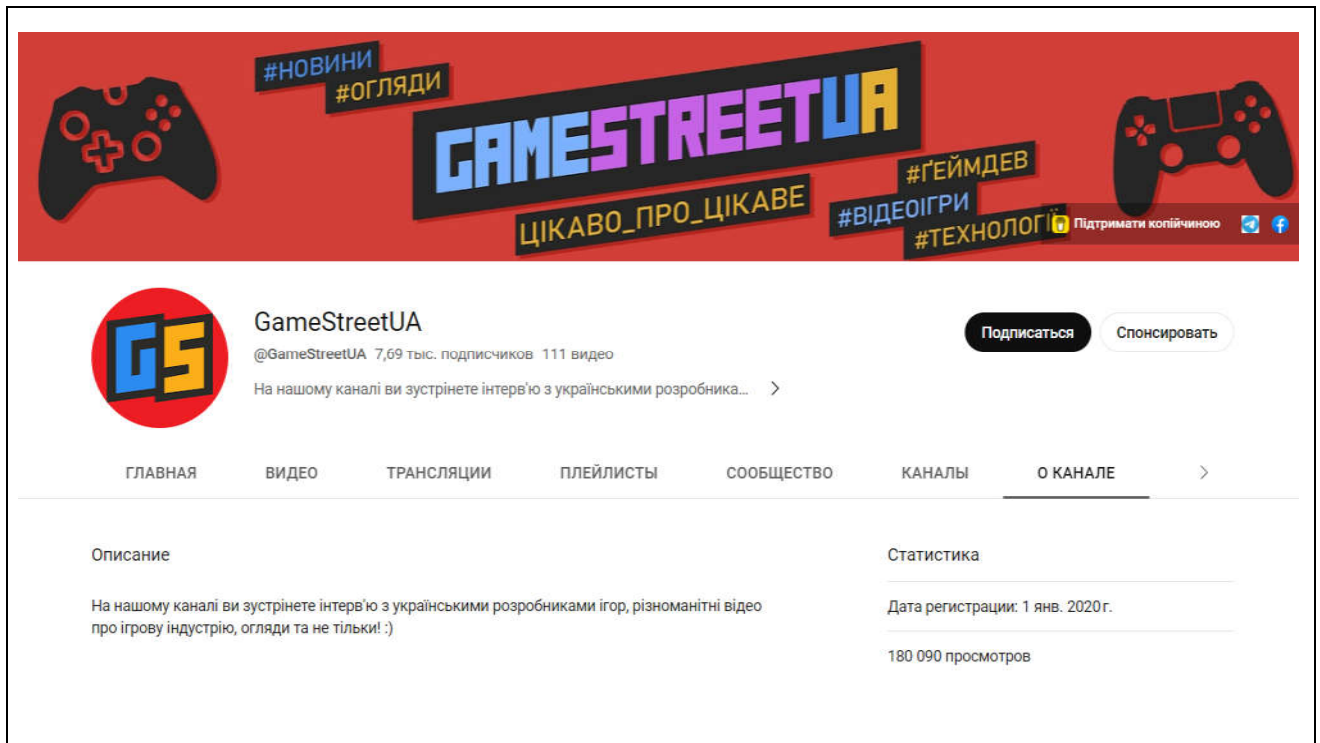 #НОВИНИ
#ОГЛЯДИ
GAMESTREETUA
ЦІКАВО_ПРО_ЦІКАВЕ
#ҐЕЙМДЕВ
#ВІДЕОІГРИ
#ТЕХНОЛОГІЇ
Підтримати копійчиною
GS
GameStreetUA
@GameStreetUA 7,69 тыс. подписчиков 111 видео
На нашому каналі ви зустрінете інтерв'ю з українськими розробника...
Подписаться
Спонсировать
ГЛАВНАЯ ВИДЕО ТРАНСЛЯЦИИ ПЛЕЙЛИСТЫ СООБЩЕСТВО КАНАЛЫ О КАНАЛЕ
Описание
На нашому каналі ви зустрінете інтерв'ю з українськими розробниками ігор, різноманітні відео
про ігрову індустрію, огляди та не тільки! :)
Статистика
Дата регистрации: 1 янв. 2020 г.
180 090 просмотров